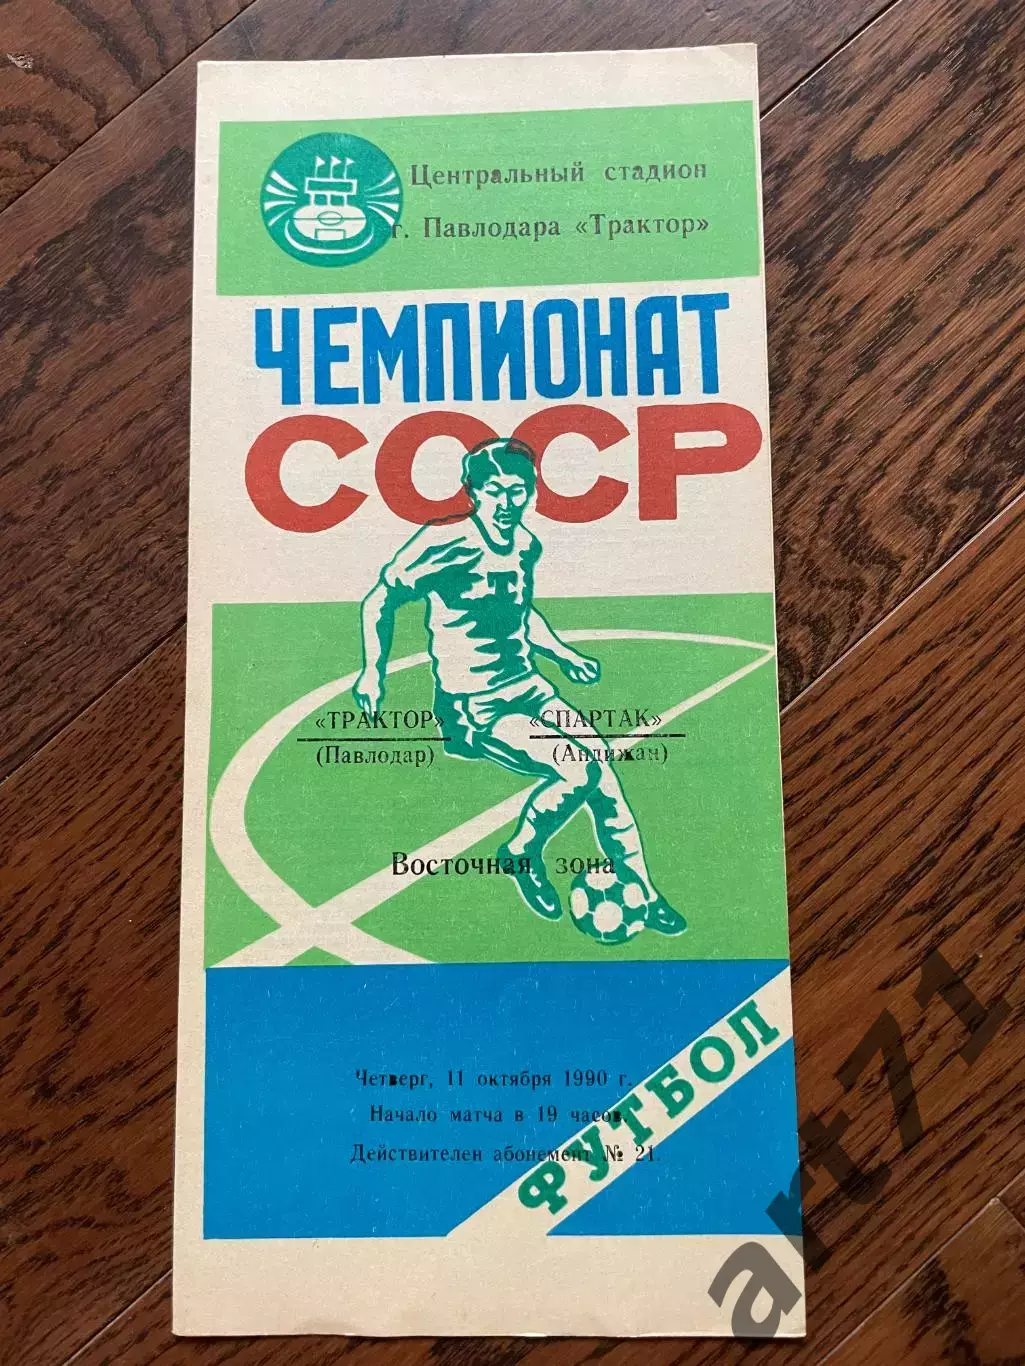 Центральный стадион
г. Павлодара «Трактор»
ЧЕМПИОНАТ
СССР
Т
«ТРАКТОР» «СПАРТАК»
(Павлодар) (Андижан)
Восточная зона
Четверг, 11 октября 1990 г.
Начало матча в 19 часов.
Действителен абонемент № 21.
ФУТБОЛ
art71